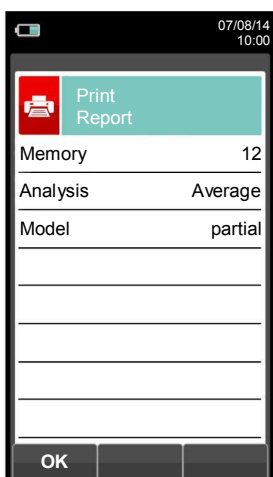 07/08/14
10:00
Print
Report
Memory 12
Analysis Average
Model partial
OK